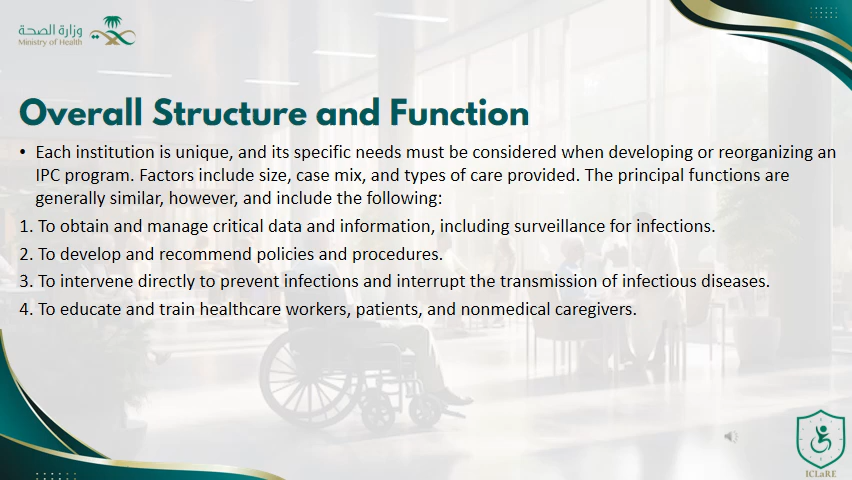 وزارة الصحة
Ministry of Health
Overall Structure and Function
• Each institution is unique, and its specific needs must be considered when developing or reorganizing an
IPC program. Factors include size, case mix, and types of care provided. The principal functions are
generally similar, however, and include the following:
1. To obtain and manage critical data and information, including surveillance for infections.
2. To develop and recommend policies and procedures.
3. To intervene directly to prevent infections and interrupt the transmission of infectious diseases.
4. To educate and train healthcare workers, patients, and nonmedical caregivers.
ICLaRE